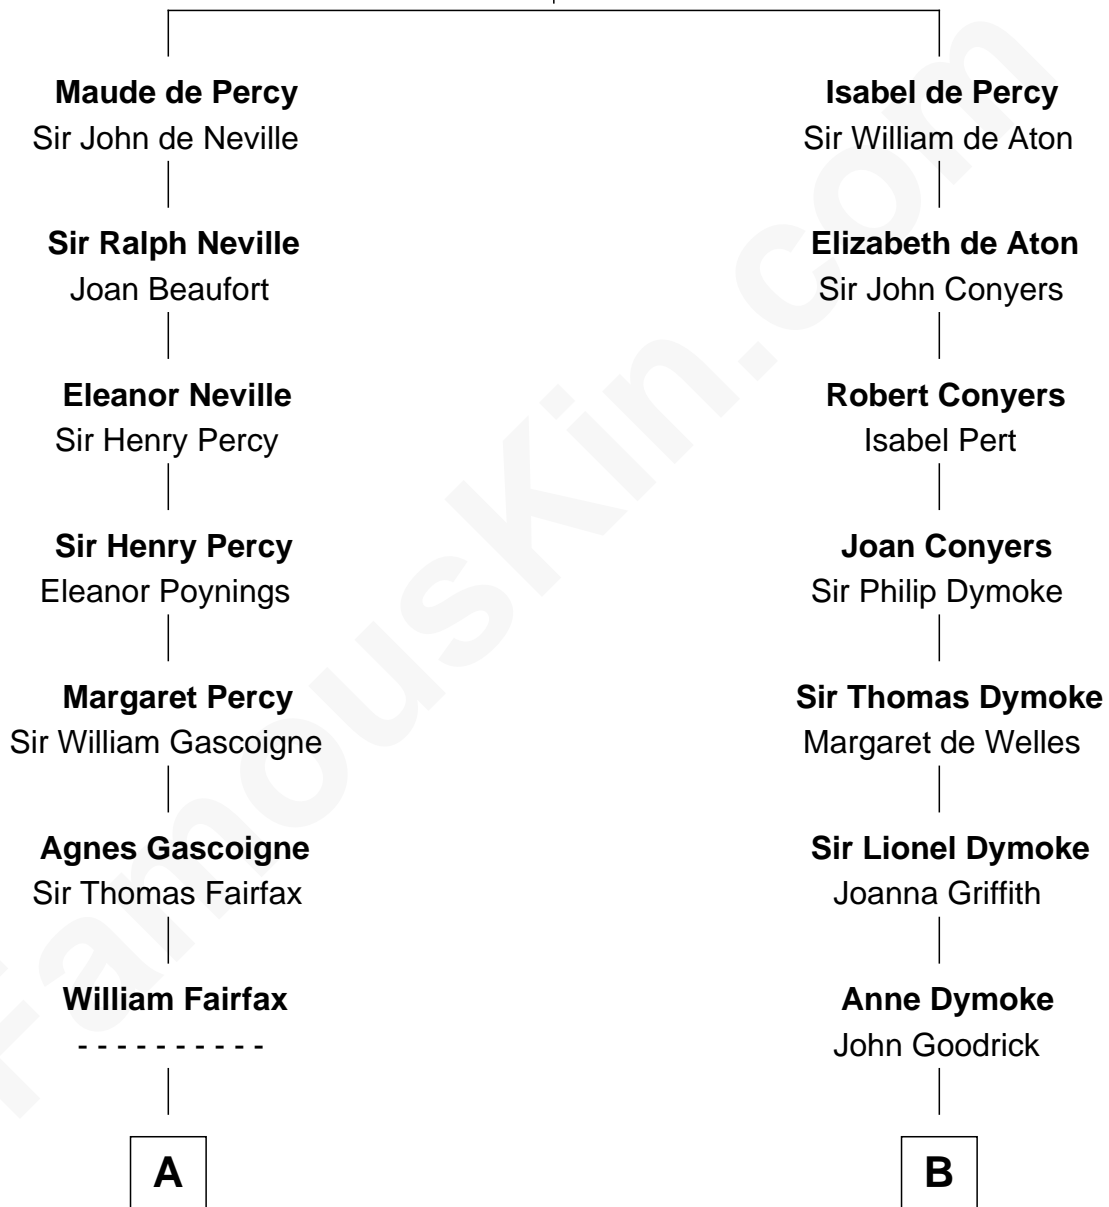 Maude de Percy
Sir John de Neville
Isabel de Percy
Sir William de Aton
Sir Ralph Neville
Joan Beaufort
Elizabeth de Aton
Sir John Conyers
Eleanor Neville
Sir Henry Percy
Robert Conyers
Isabel Pert
Sir Henry Percy
Eleanor Poynings
Joan Conyers
Sir Philip Dymoke
Margaret Percy
Sir William Gascoigne
Sir Thomas Dymoke
Margaret de Welles
Agnes Gascoigne
Sir Thomas Fairfax
Sir Lionel Dymoke
Joanna Griffith
William Fairfax
- - - - - - - - - -
Anne Dymoke
John Goodrick
A
B
FamousKin.com